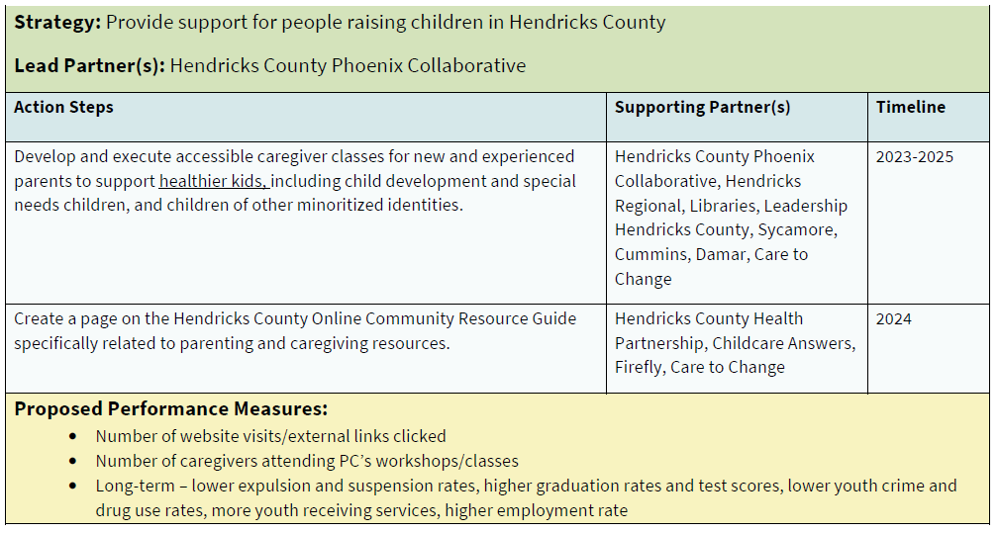 Strategy: Provide support for people raising children in Hendricks County
Lead Partner(s): Hendricks County Phoenix Collaborative
Action Steps
Supporting Partner(s)
Timeline
Develop and execute accessible caregiver classes for new and experienced
parents to support healthier kids, including child development and special
needs children, and children of other minoritized identities.
Hendricks County Phoenix
Collaborative, Hendricks
Regional, Libraries, Leadership
Hendricks County, Sycamore,
Cummins, Damar, Care to
Change
2023-2025
Create a page on the Hendricks County Online Community Resource Guide
specifically related to parenting and caregiving resources.
Hendricks County Health
Partnership, Childcare Answers,
Firefly, Care to Change
2024
Proposed Performance Measures:
• Number of website visits/external links clicked
• Number of caregivers attending PC’s workshops/classes
• Long-term – lower expulsion and suspension rates, higher graduation rates and test scores, lower youth crime and
drug use rates, more youth receiving services, higher employment rate